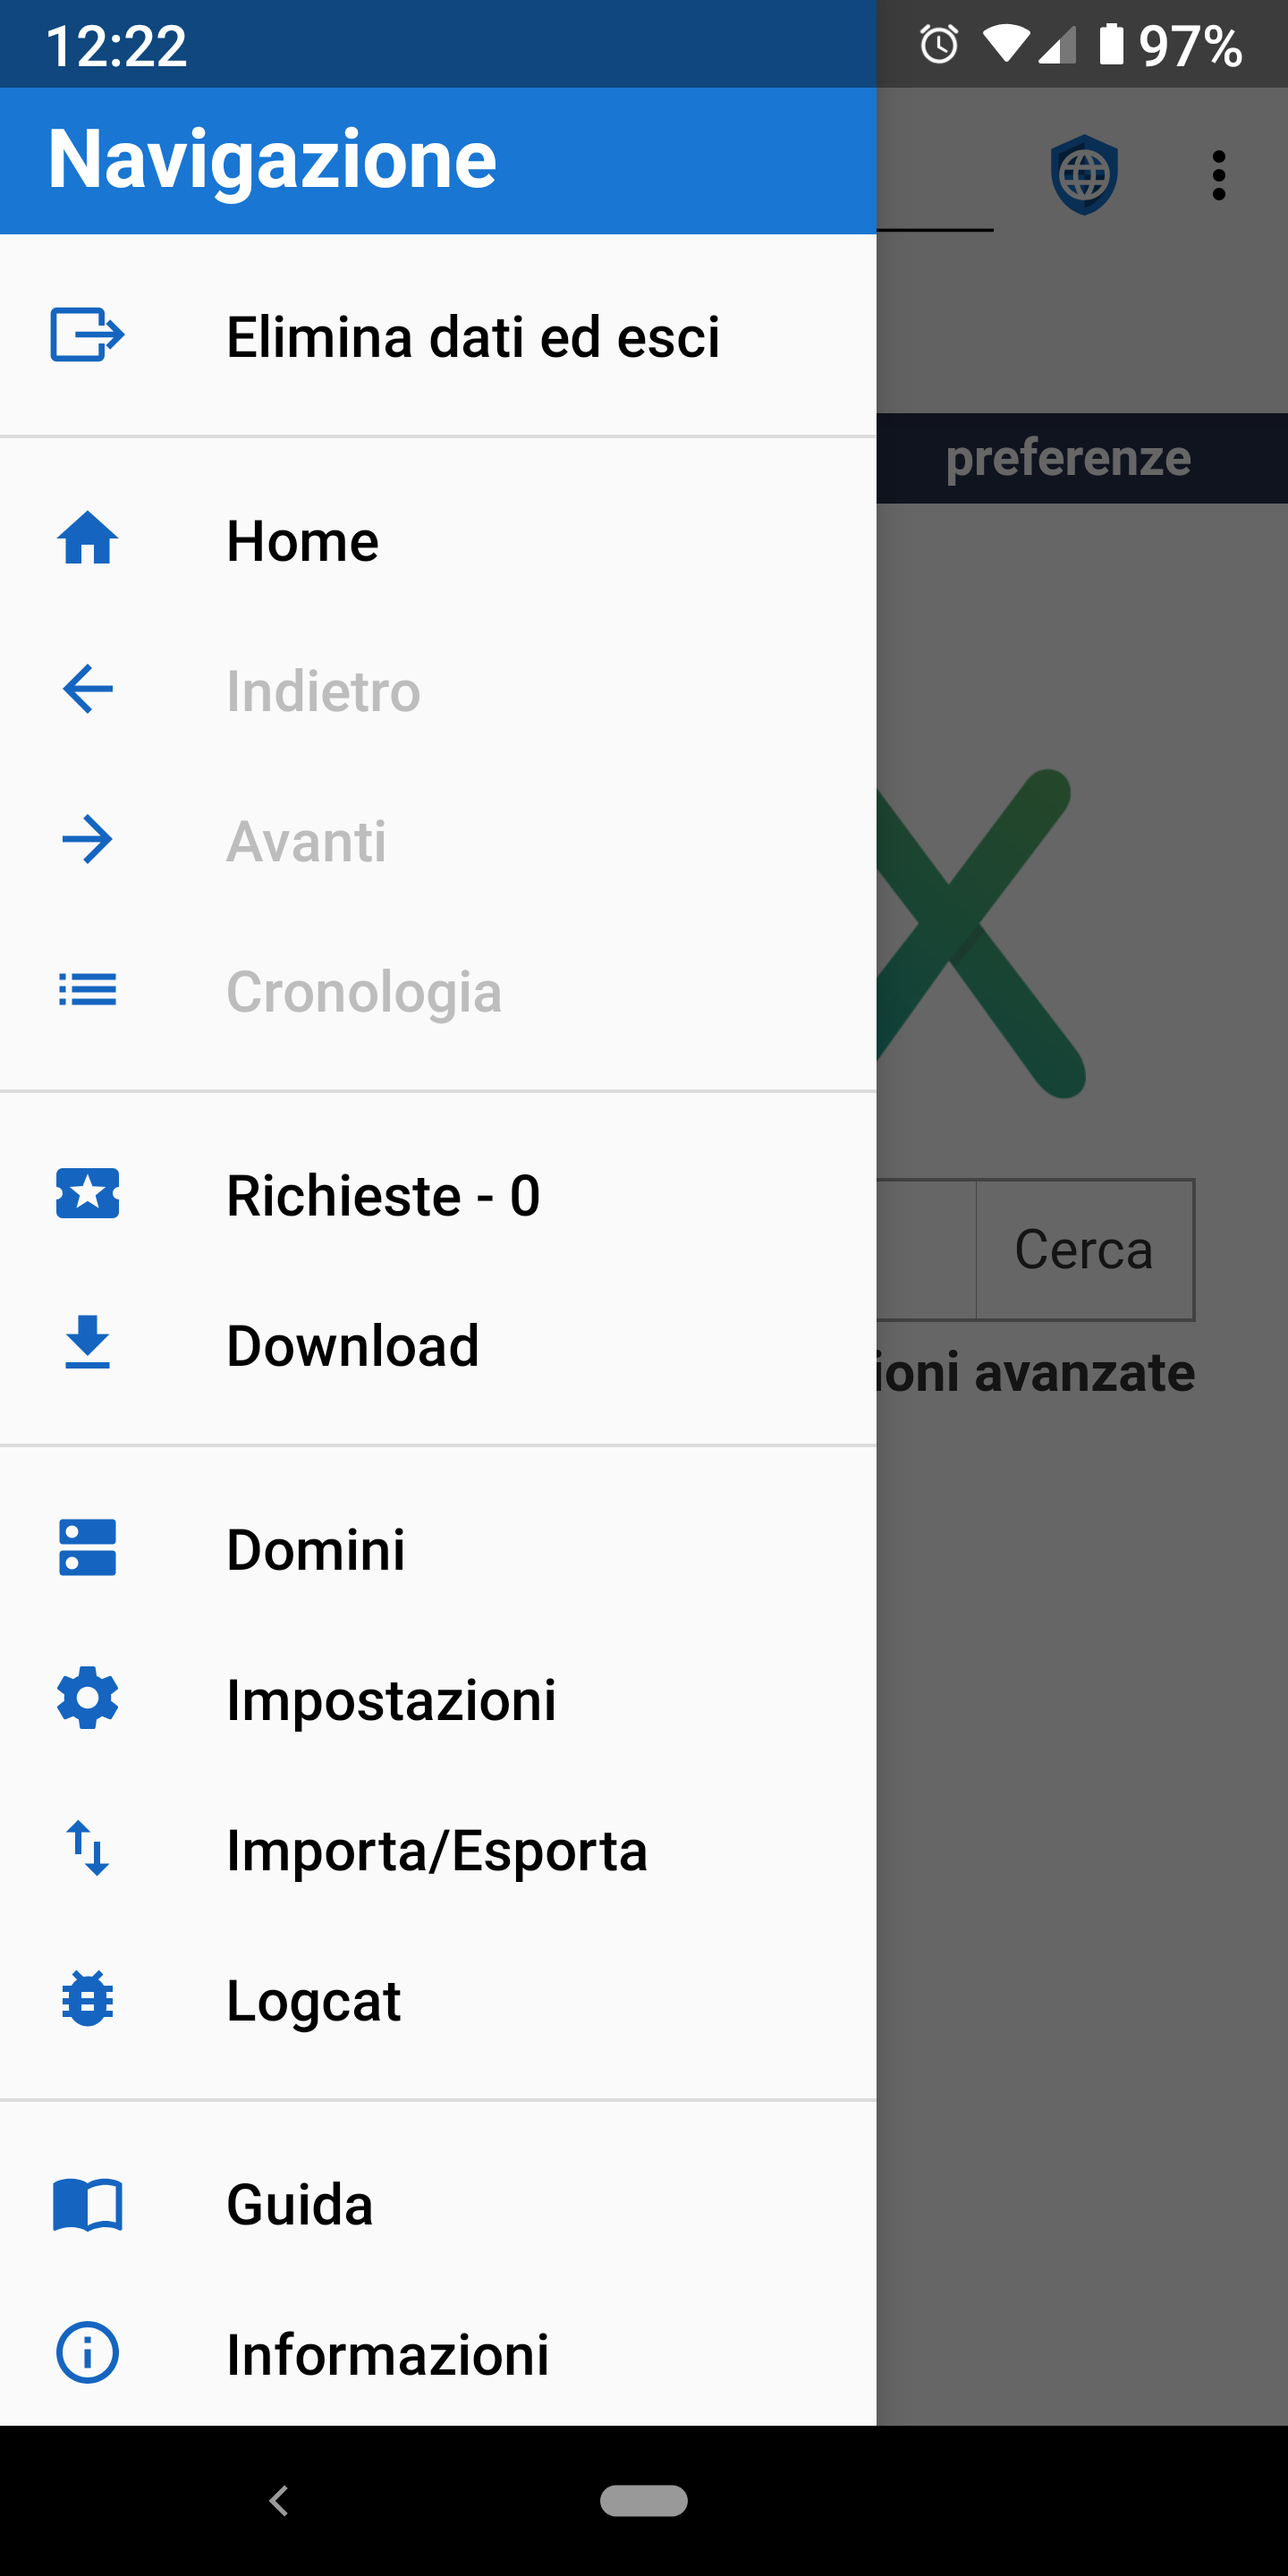 12:22
97%
Navigazione
Elimina dati ed esci
preferenze
Home
Indietro
Avanti
Cronologia
Richieste - 0
Cerca
Download
avanzate
Domini
Impostazioni
Importa/Esporta
Logcat
Guida
Informazioni